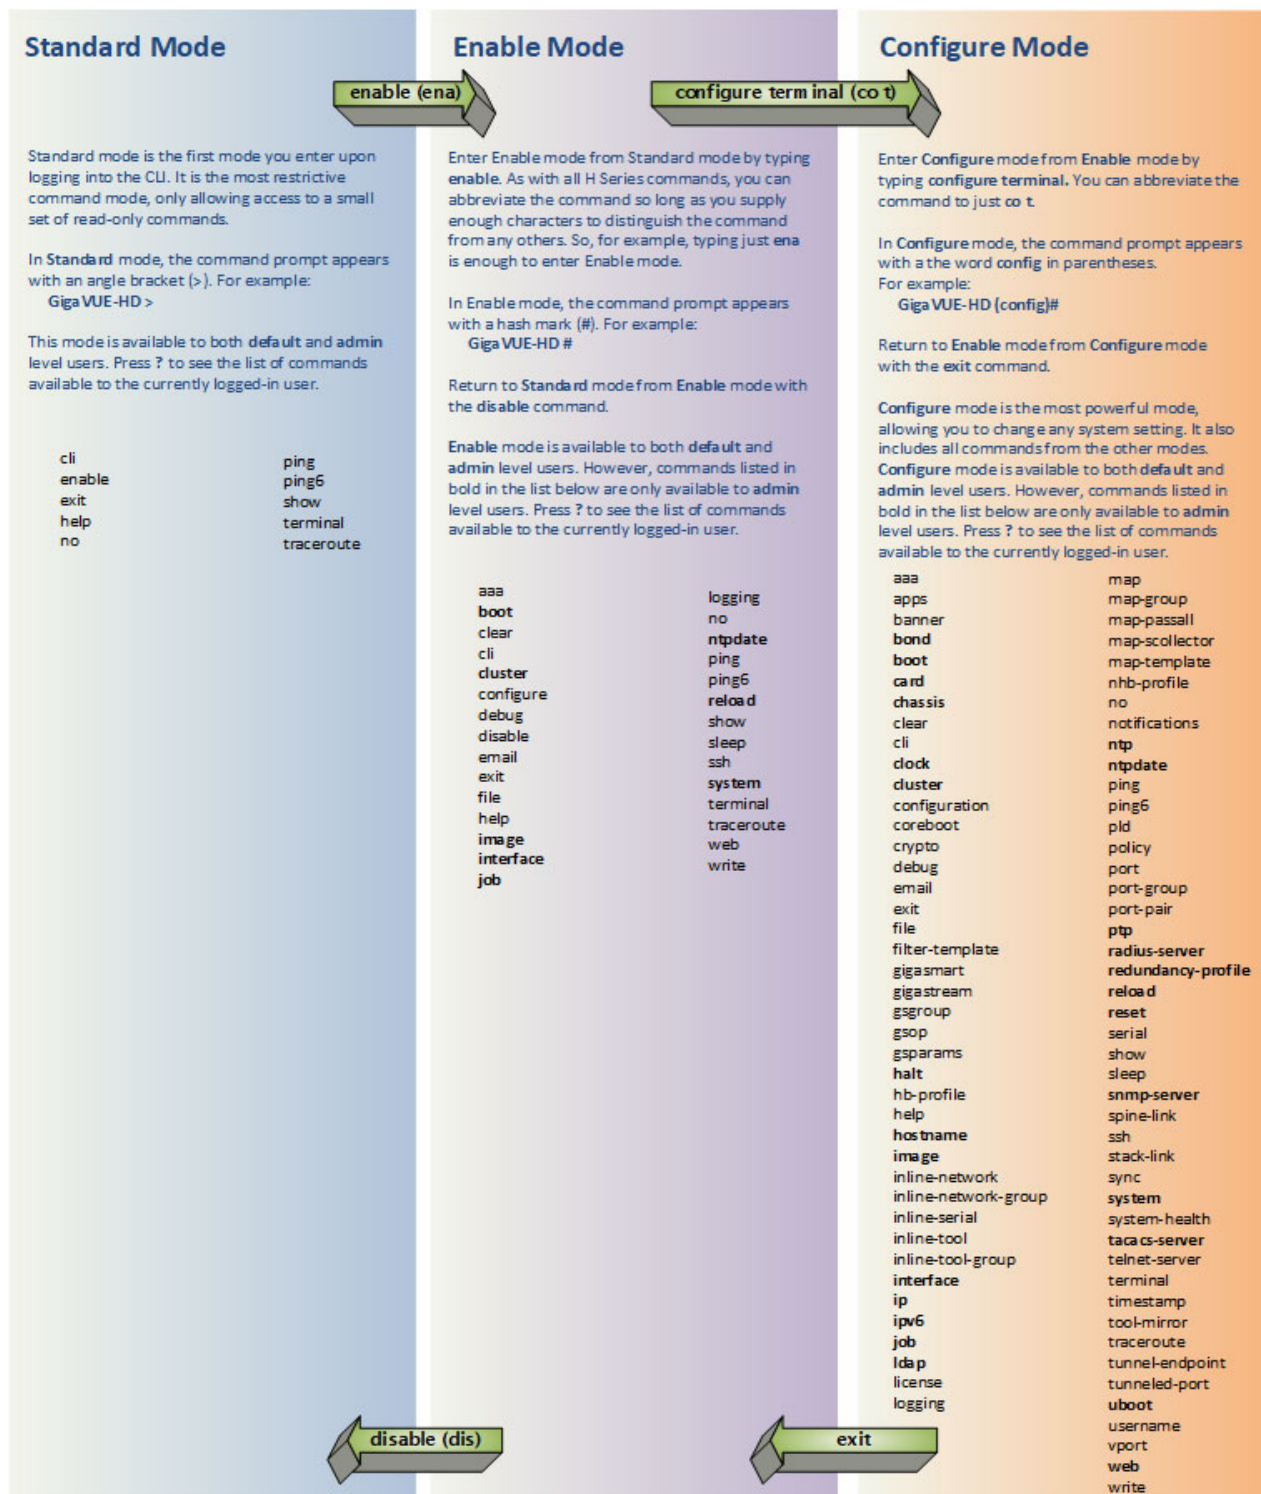 Standard Mode
enable (ena)
Standard mode is the first mode you enter upon
logging into the CLI. It is the most restrictive
command mode, only allowing access to a small
set of read-only commands.
In Standard mode, the command prompt appears
with an angle bracket (>). For example:
GigaVUE-HD >
This mode is available to both default and admin
level users. Press ? to see the list of commands
available to the currently logged-in user.
cli
enable
exit
help
no
ping
ping6
show
terminal
traceroute
disable (dis)
Enable Mode
configure terminal (co t)
Enter Enable mode from Standard mode by typing
enable. As with all H Series commands, you can
abbreviate the command so long as you supply
enough characters to distinguish the command
from any others. So, for example, typing just ena
is enough to enter Enable mode.
In Enable mode, the command prompt appears
with a hash mark (#). For example:
GigaVUE-HD #
Return to Standard mode from Enable mode with
the disable command.
Enable mode is available to both default and
admin level users. However, commands listed in
bold in the list below are only available to admin
level users. Press ? to see the list of commands
available to the currently logged-in user.
aaa
boot
clear
cli
cluster
configure
debug
disable
email
exit
file
help
image
interface
job
logging
no
ntpdate
ping
ping6
reload
show
sleep
ssh
system
terminal
traceroute
web
write
exit
Configure Mode
Enter Configure mode from Enable mode by
typing configure terminal. You can abbreviate the
command to just co t.
In Configure mode, the command prompt appears
with a the word config in parentheses.
For example:
GigaVUE-HD (config)#
Return to Enable mode from Configure mode
with the exit command.
Configure mode is the most powerful mode,
allowing you to change any system setting. It also
includes all commands from the other modes.
Configure mode is available to both default and
admin level users. However, commands listed in
bold in the list below are only available to admin
level users. Press ? to see the list of commands
available to the currently logged-in user.
aaa
apps
banner
bond
boot
card
chassis
clear
cli
clock
cluster
configuration
coreboot
crypto
debug
email
exit
file
filter-template
gigasmart
gigastream
gsgroup
gsop
gsparams
halt
hb-profile
help
hostname
image
inline-network
inline-network-group
inline-serial
inline-tool
inline-tool-group
interface
ip
ipv6
job
ldap
license
logging
map
map-group
map-passall
map-scollector
map-template
nhb-profile
no
notifications
ntp
ntpdate
ping
ping6
pld
policy
port
port-group
port-pair
ptp
radius-server
redundancy-profile
reload
reset
serial
show
sleep
snmp-server
spine-link
ssh
stack-link
sync
system
system-health
tacacs-server
telnet-server
terminal
timestamp
tool-mirror
traceroute
tunnel-endpoint
tunneled-port
uboot
username
vport
web
write